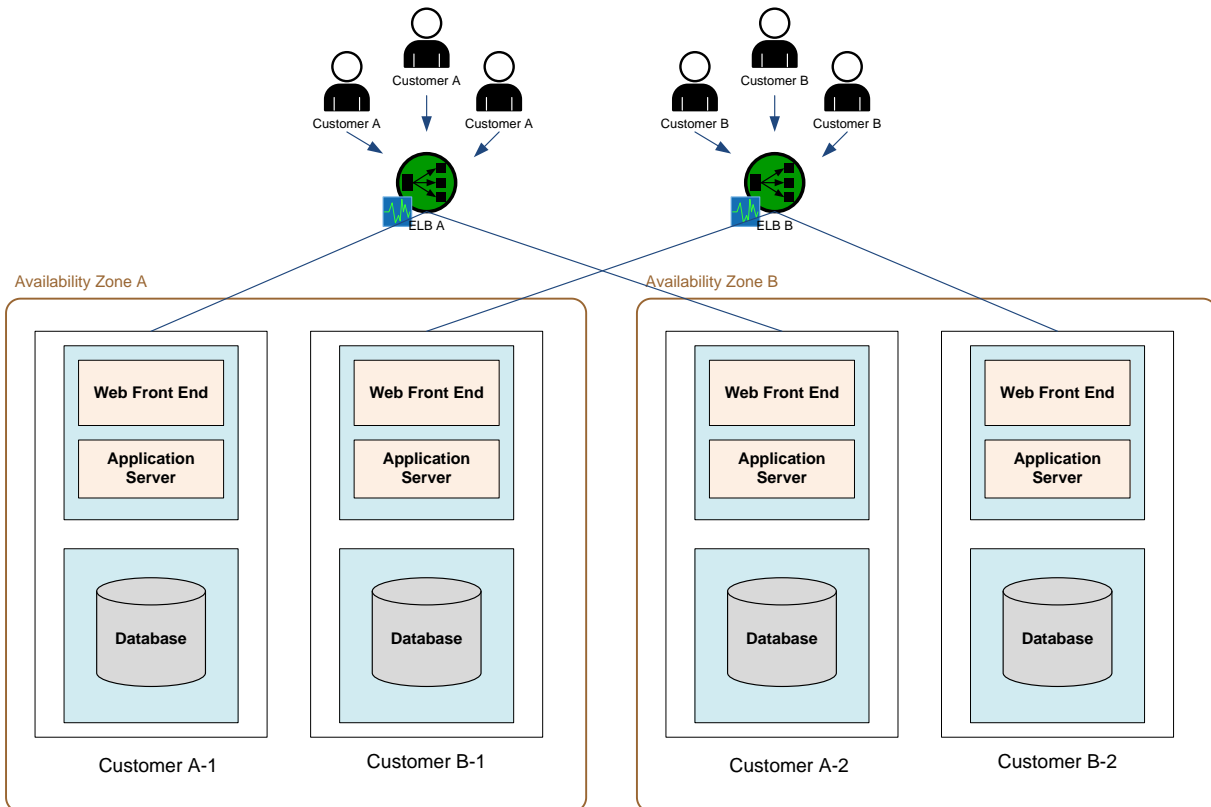 Customer A
Customer B
Customer A
Customer A
Customer B
Customer B
ELB A
ELB B
Availability Zone A
Availability Zone B
Web Front End
Web Front End
Web Front End
Web Front End
Application
Server
Application
Server
Application
Server
Application
Server
Database
Database
Database
Database
Customer A-1
Customer B-1
Customer A-2
Customer B-2